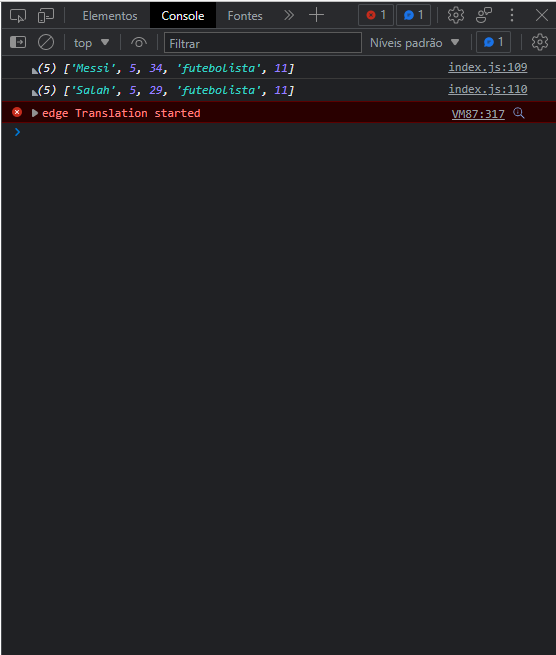 Elementos Console Fontes 1 1
top Filtrar Níveis padrão 1
(5) ['Messi', 5, 34, 'futebolista', 11] index.js:109
(5) ['Salah', 5, 29, 'futebolista', 11] index.js:110
edge Translation started VM87:317